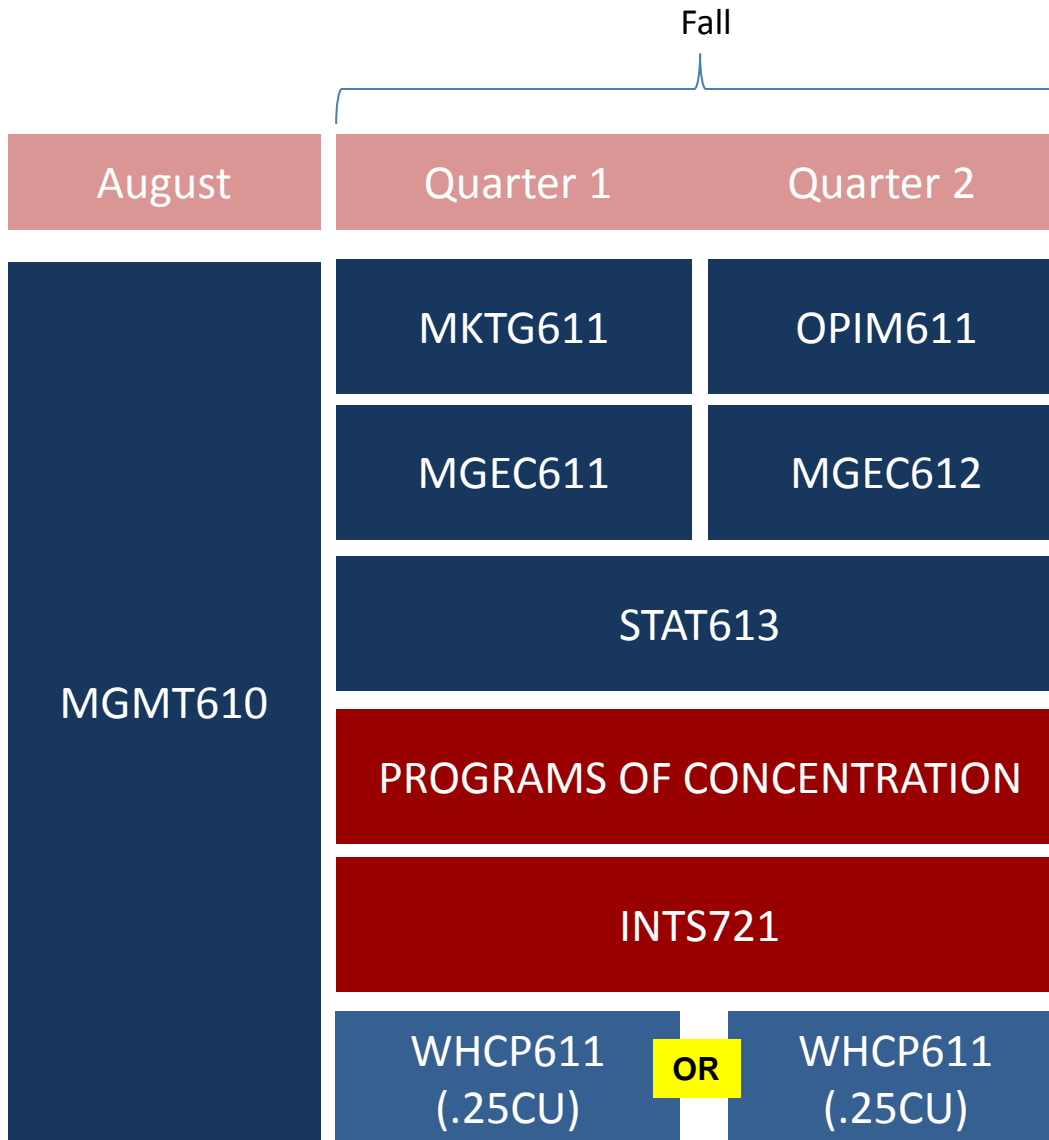 Fall
August
Quarter 1
Quarter 2
MGMT610
MKTG611
OPIM611
MGEC611
MGEC612
STAT613
PROGRAMS OF CONCENTRATION
INTS721
WHCP611
(.25CU)
OR
WHCP611
(.25CU)